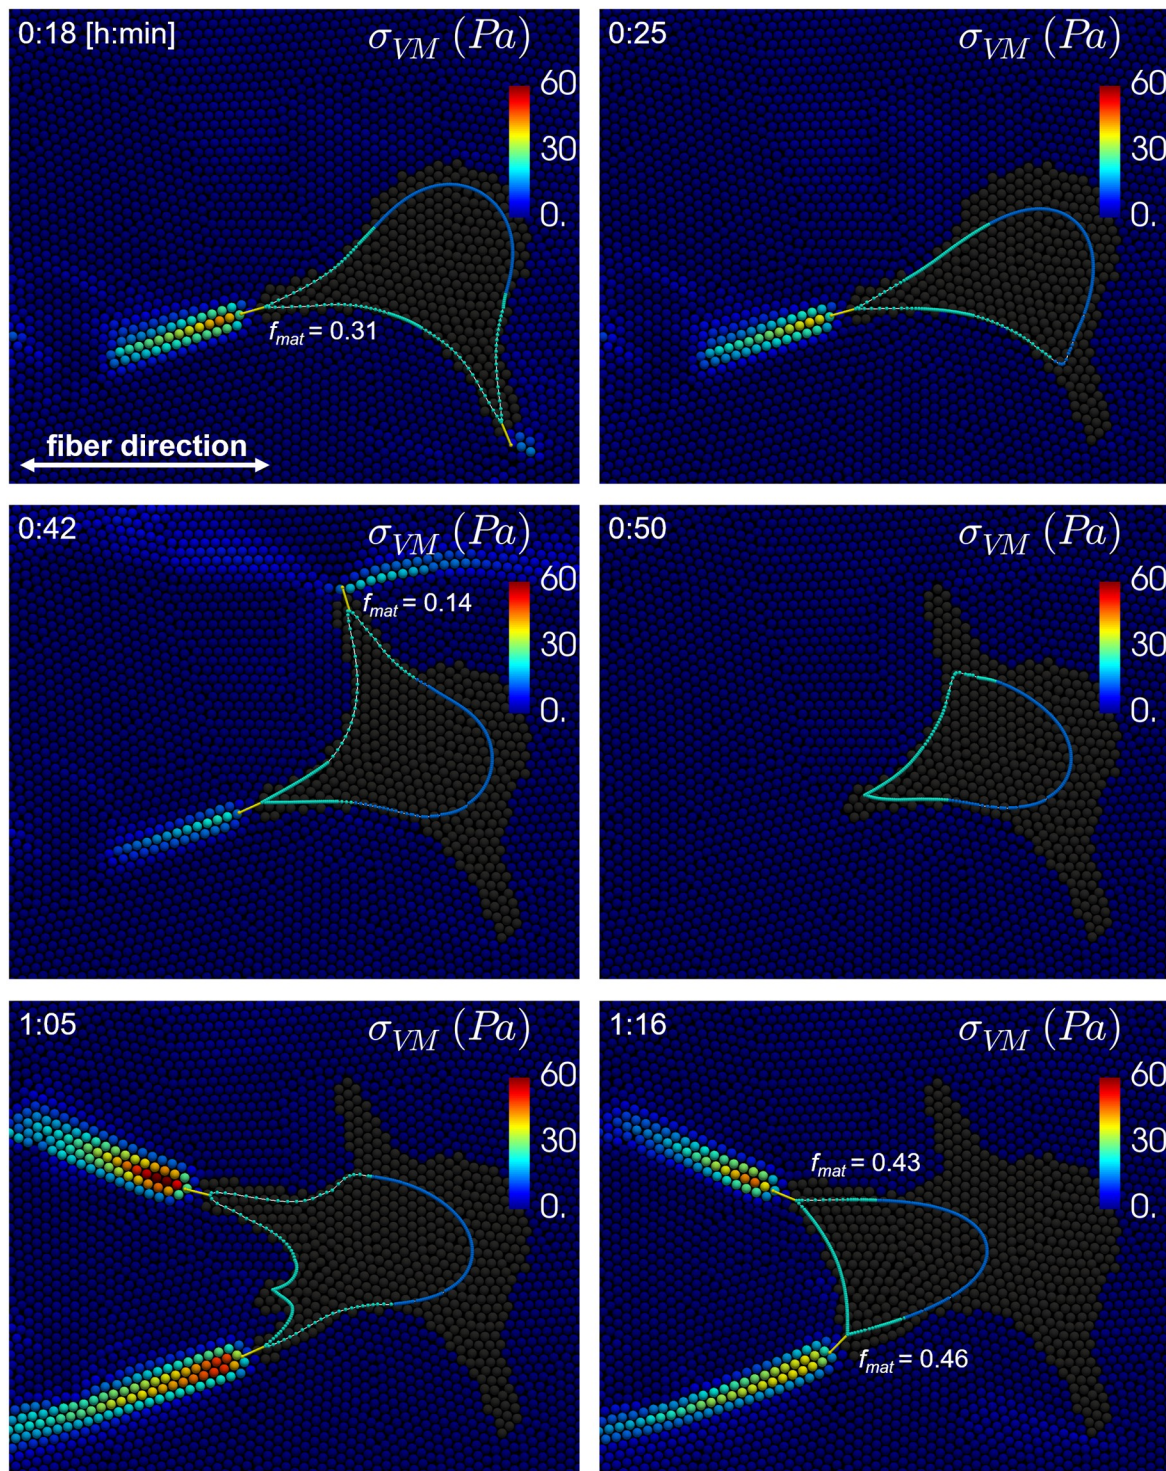 0:18 [h:min] σVM (Pa)
60
30
0.
fmat = 0.31
fiber direction
0:25 σVM (Pa)
60
30
0.
0:42 σVM (Pa)
60
fmat = 0.14
30
0.
0:50 σVM (Pa)
60
30
0.
1:05 σVM (Pa)
60
30
0.
1:16 σVM (Pa)
60
30
fmat = 0.43
0.
fmat = 0.46